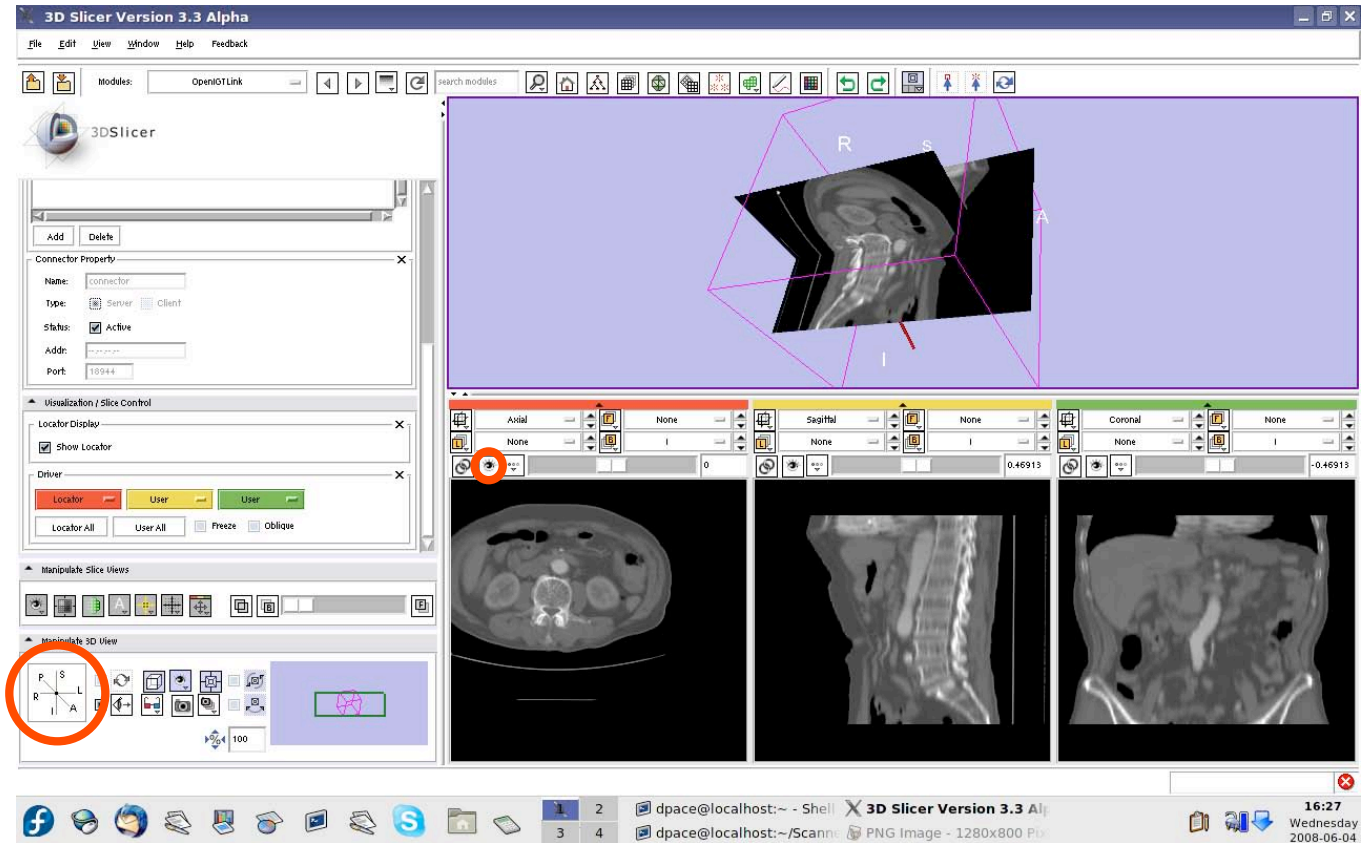 3D Slicer Version 3.3 Alpha
File Edit View Window Help Feedback
Modules: OpenIGTLink search modules
3DSlicer
Add Delete
Connector Property
Name: connector
Type: Server Client
Status: Active
Addr: --.--.--.--
Port: 18944
Visualization / Slice Control
Locator Display
Show Locator
Driver
Locator User User
Locator All User All Freeze Oblique
Manipulate Slice Views
B F
Manipulate 3D View
P S
R L
I A
100
R S
A
I
Axial F None
L None B I
0
Sagittal F None
L None B I
0.46913
Coronal F None
L None B I
-0.46913
1 2
3 4
dpace@localhost:~ - Shell
dpace@localhost:~/Scann
3D Slicer Version 3.3 Al
PNG Image - 1280x800 Pix
16:27
Wednesday
2008-06-04